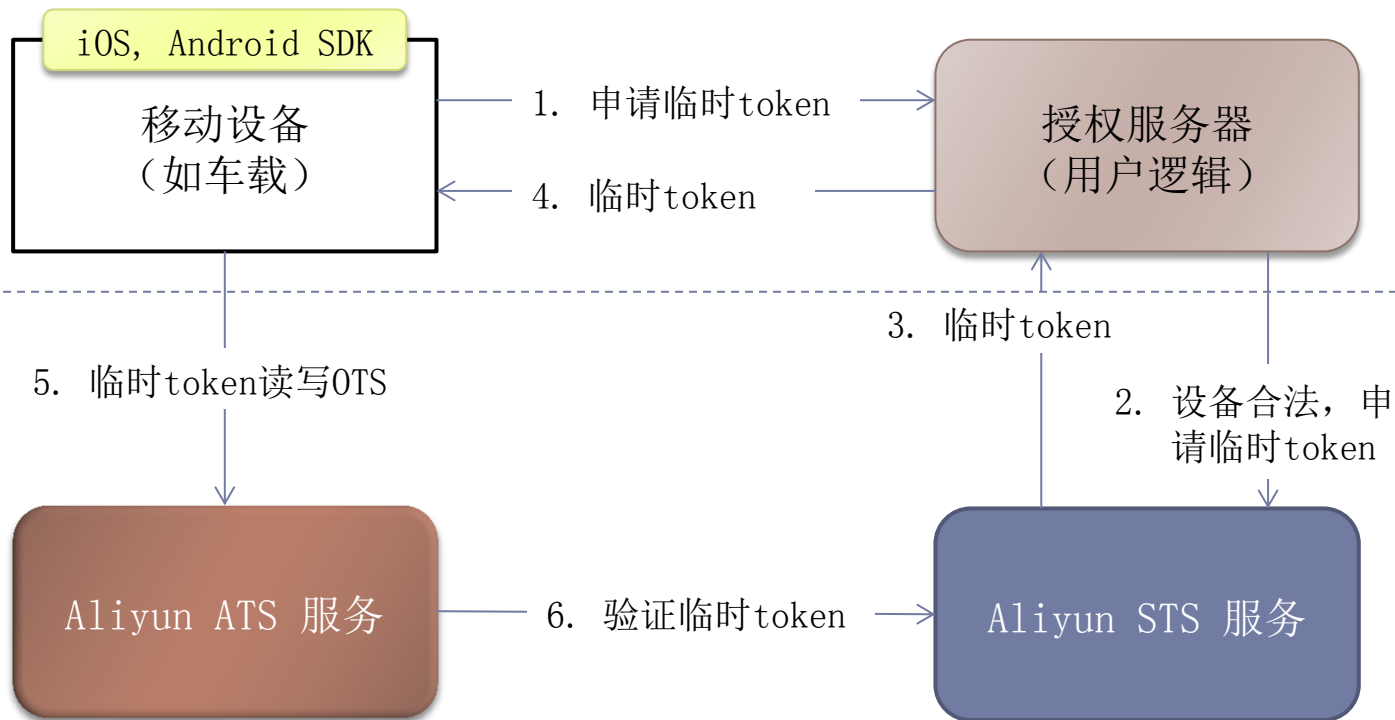 iOS, Android SDK
移动设备
（如车载）
1. 申请临时token
授权服务器
（用户逻辑）
4. 临时token
3. 临时token
5. 临时token读写OTS
2. 设备合法，申
请临时token
Aliyun ATS 服务
6. 验证临时token
Aliyun STS 服务